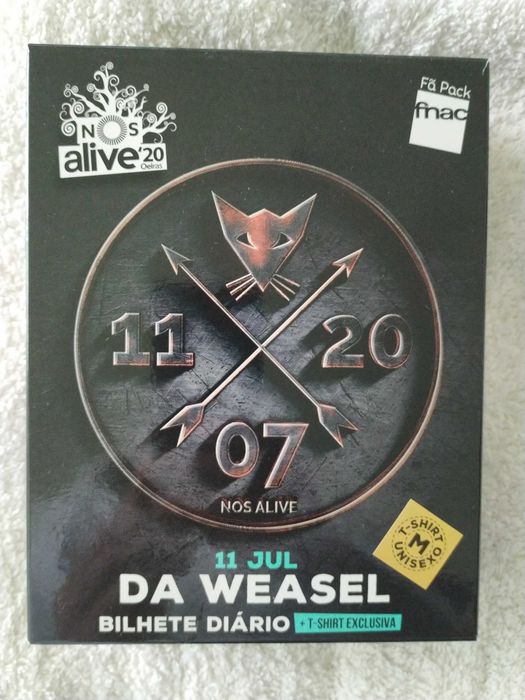 NOS
alive'20
Oeiras
Fã Pack
fnac
11 20
07
NOS ALIVE
T-SHIRT
M
UNISEXO
11 JUL
DA WEASEL
BILHETE DIÁRIO + T-SHIRT EXCLUSIVA